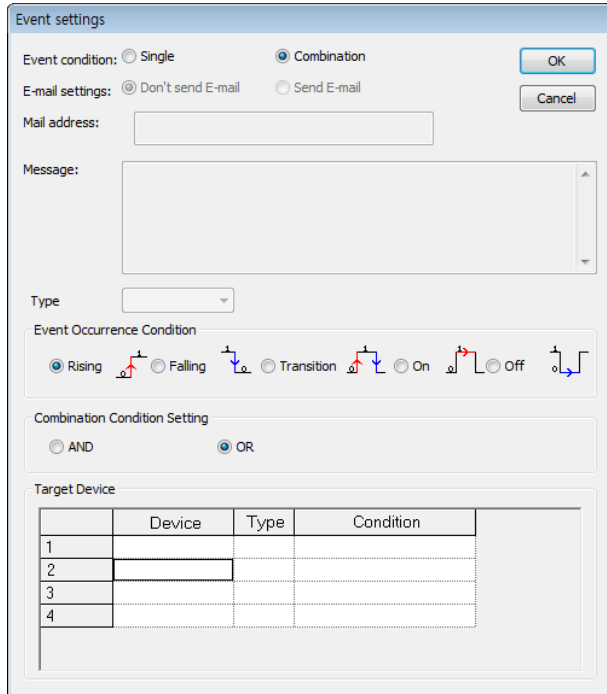 Event settings
Event condition: Single Combination OK
E-mail settings: Don't send E-mail Send E-mail Cancel
Mail address:
Message:
Type
Event Occurrence Condition
Rising 0 1 Falling 1 0 Transition 0 1 On 0 1 Off 1 0
Combination Condition Setting
AND OR
Target Device
Device Type Condition
1
2
3
4